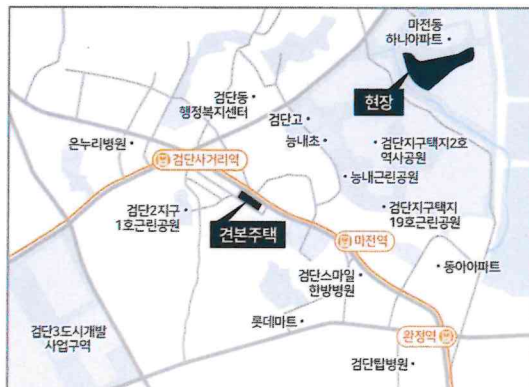 마전동
하나아파트
현장
검단동
행정복지센터
검단고
능내초
온누리병원
검단사거리역
검단지구택지2호
역사공원
능내근린공원
검단2지구
1호근린공원
견본주택
검단지구택지
19호근린공원
마전역
동아아파트
검단스마일
한방병원
검단3도시개발
사업구역
롯데마트
완정역
검단탑병원